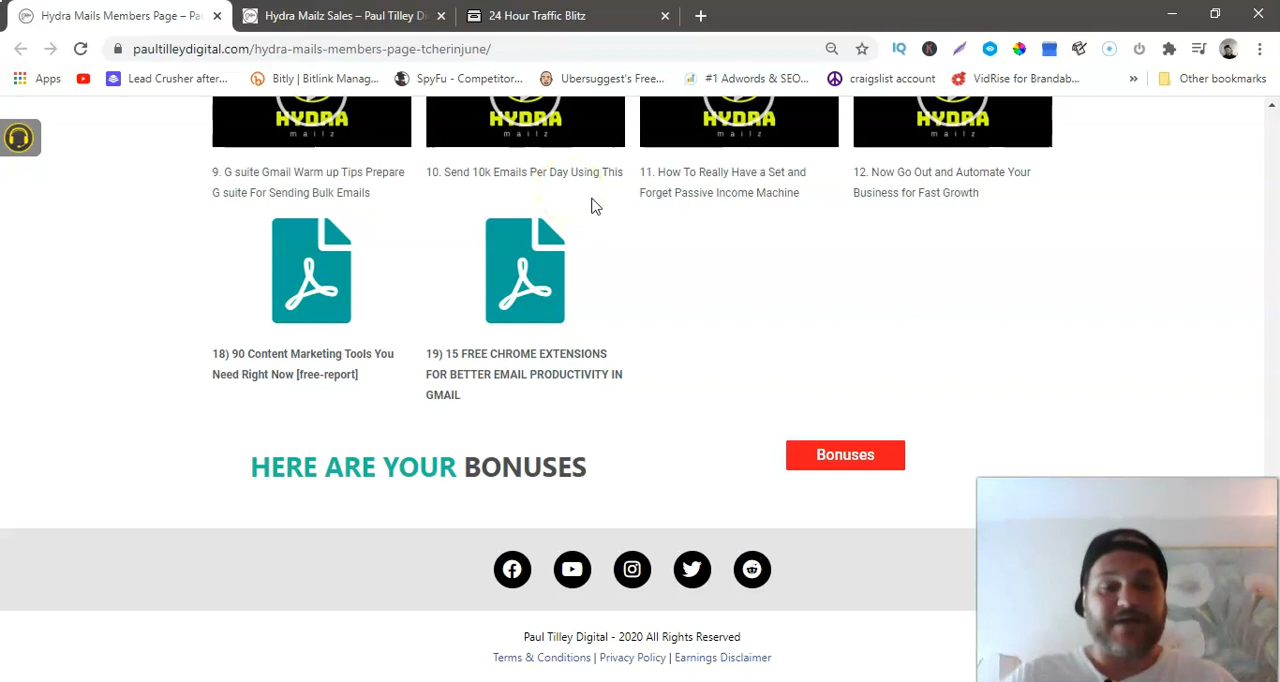 Hydra Mails Members Page – Pa
Hydra Mailz Sales – Paul Tilley Di
24 Hour Traffic Blitz
paultilleydigital.com/hydra-mails-members-page-tcherinjune/
IQ
K
Apps
Lead Crusher after...
Bitly | Bitlink Manag...
SpyFu - Competitor...
Ubersuggest's Free...
#1 Adwords & SEO...
craigslist account
VidRise for Brandab...
»
Other bookmarks
HYDRA
mailz
HYDRA
mailz
HYDRA
mailz
HYDRA
mailz
9. G suite Gmail Warm up Tips Prepare
G suite For Sending Bulk Emails
10. Send 10k Emails Per Day Using This
11. How To Really Have a Set and
Forget Passive Income Machine
12. Now Go Out and Automate Your
Business for Fast Growth
18) 90 Content Marketing Tools You
Need Right Now [free-report]
19) 15 FREE CHROME EXTENSIONS
FOR BETTER EMAIL PRODUCTIVITY IN
GMAIL
HERE ARE YOUR BONUSES
Bonuses
Paul Tilley Digital - 2020 All Rights Reserved
Terms & Conditions | Privacy Policy | Earnings Disclaimer